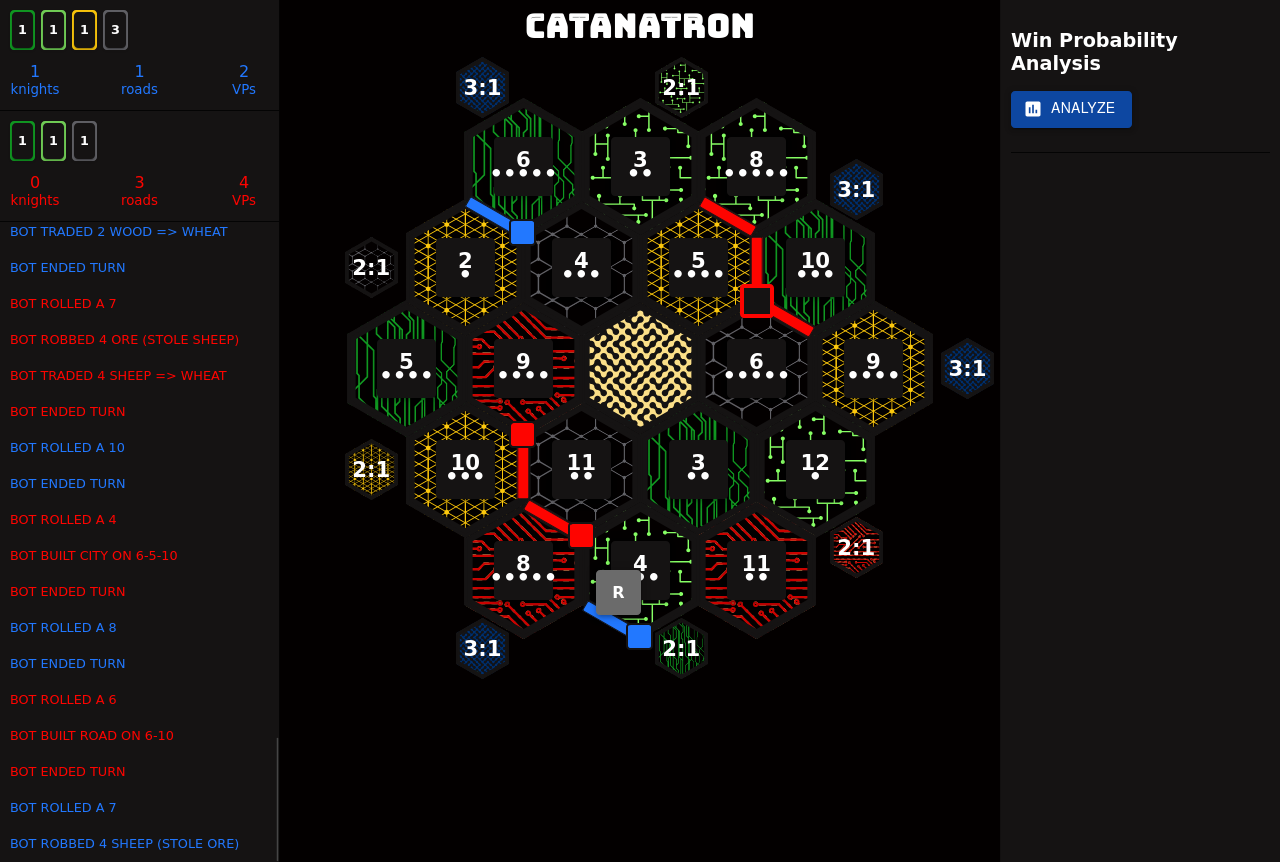 1 1 1 3
1 1 2
knights roads VPs
1 1 1
0 3 4
knights roads VPs
BOT TRADED 2 WOOD => WHEAT
BOT ENDED TURN
BOT ROLLED A 7
BOT ROBBED 4 ORE (STOLE SHEEP)
BOT TRADED 4 SHEEP => WHEAT
BOT ENDED TURN
BOT ROLLED A 10
BOT ENDED TURN
BOT ROLLED A 4
BOT BUILT CITY ON 6-5-10
BOT ENDED TURN
BOT ROLLED A 8
BOT ENDED TURN
BOT ROLLED A 6
BOT BUILT ROAD ON 6-10
BOT ENDED TURN
BOT ROLLED A 7
BOT ROBBED 4 SHEEP (STOLE ORE)
CATANATRON
3:1 2:1
6 3 8
3:1
2:1 2 4 5 10
5 9 6 9 3:1
2:1 10 11 3 12
2:1
8 4 11
R
3:1 2:1
Win Probability
Analysis
ANALYZE